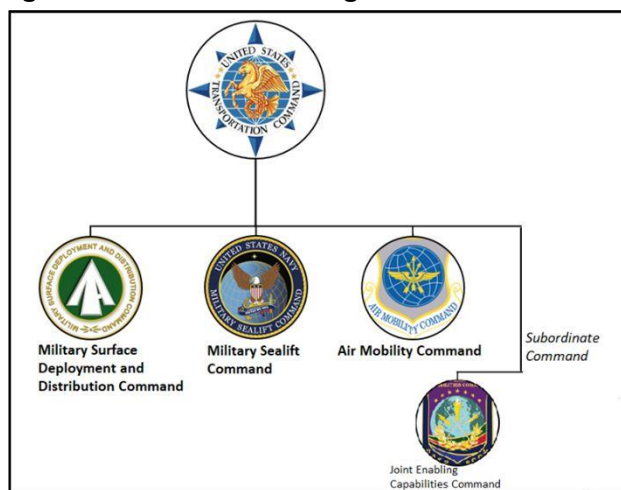 UNITED STATES
TRANSPORTATION COMMAND
MILITARY SURFACE DEPLOYMENT AND DISTRIBUTION COMMAND
UNITED STATES NAVY
MILITARY SEALIFT COMMAND
AIR MOBILITY COMMAND
Military Surface
Deployment and
Distribution Command
Military Sealift
Command
Air Mobility Command
Subordinate
Command
Joint Enabling
Capabilities Command